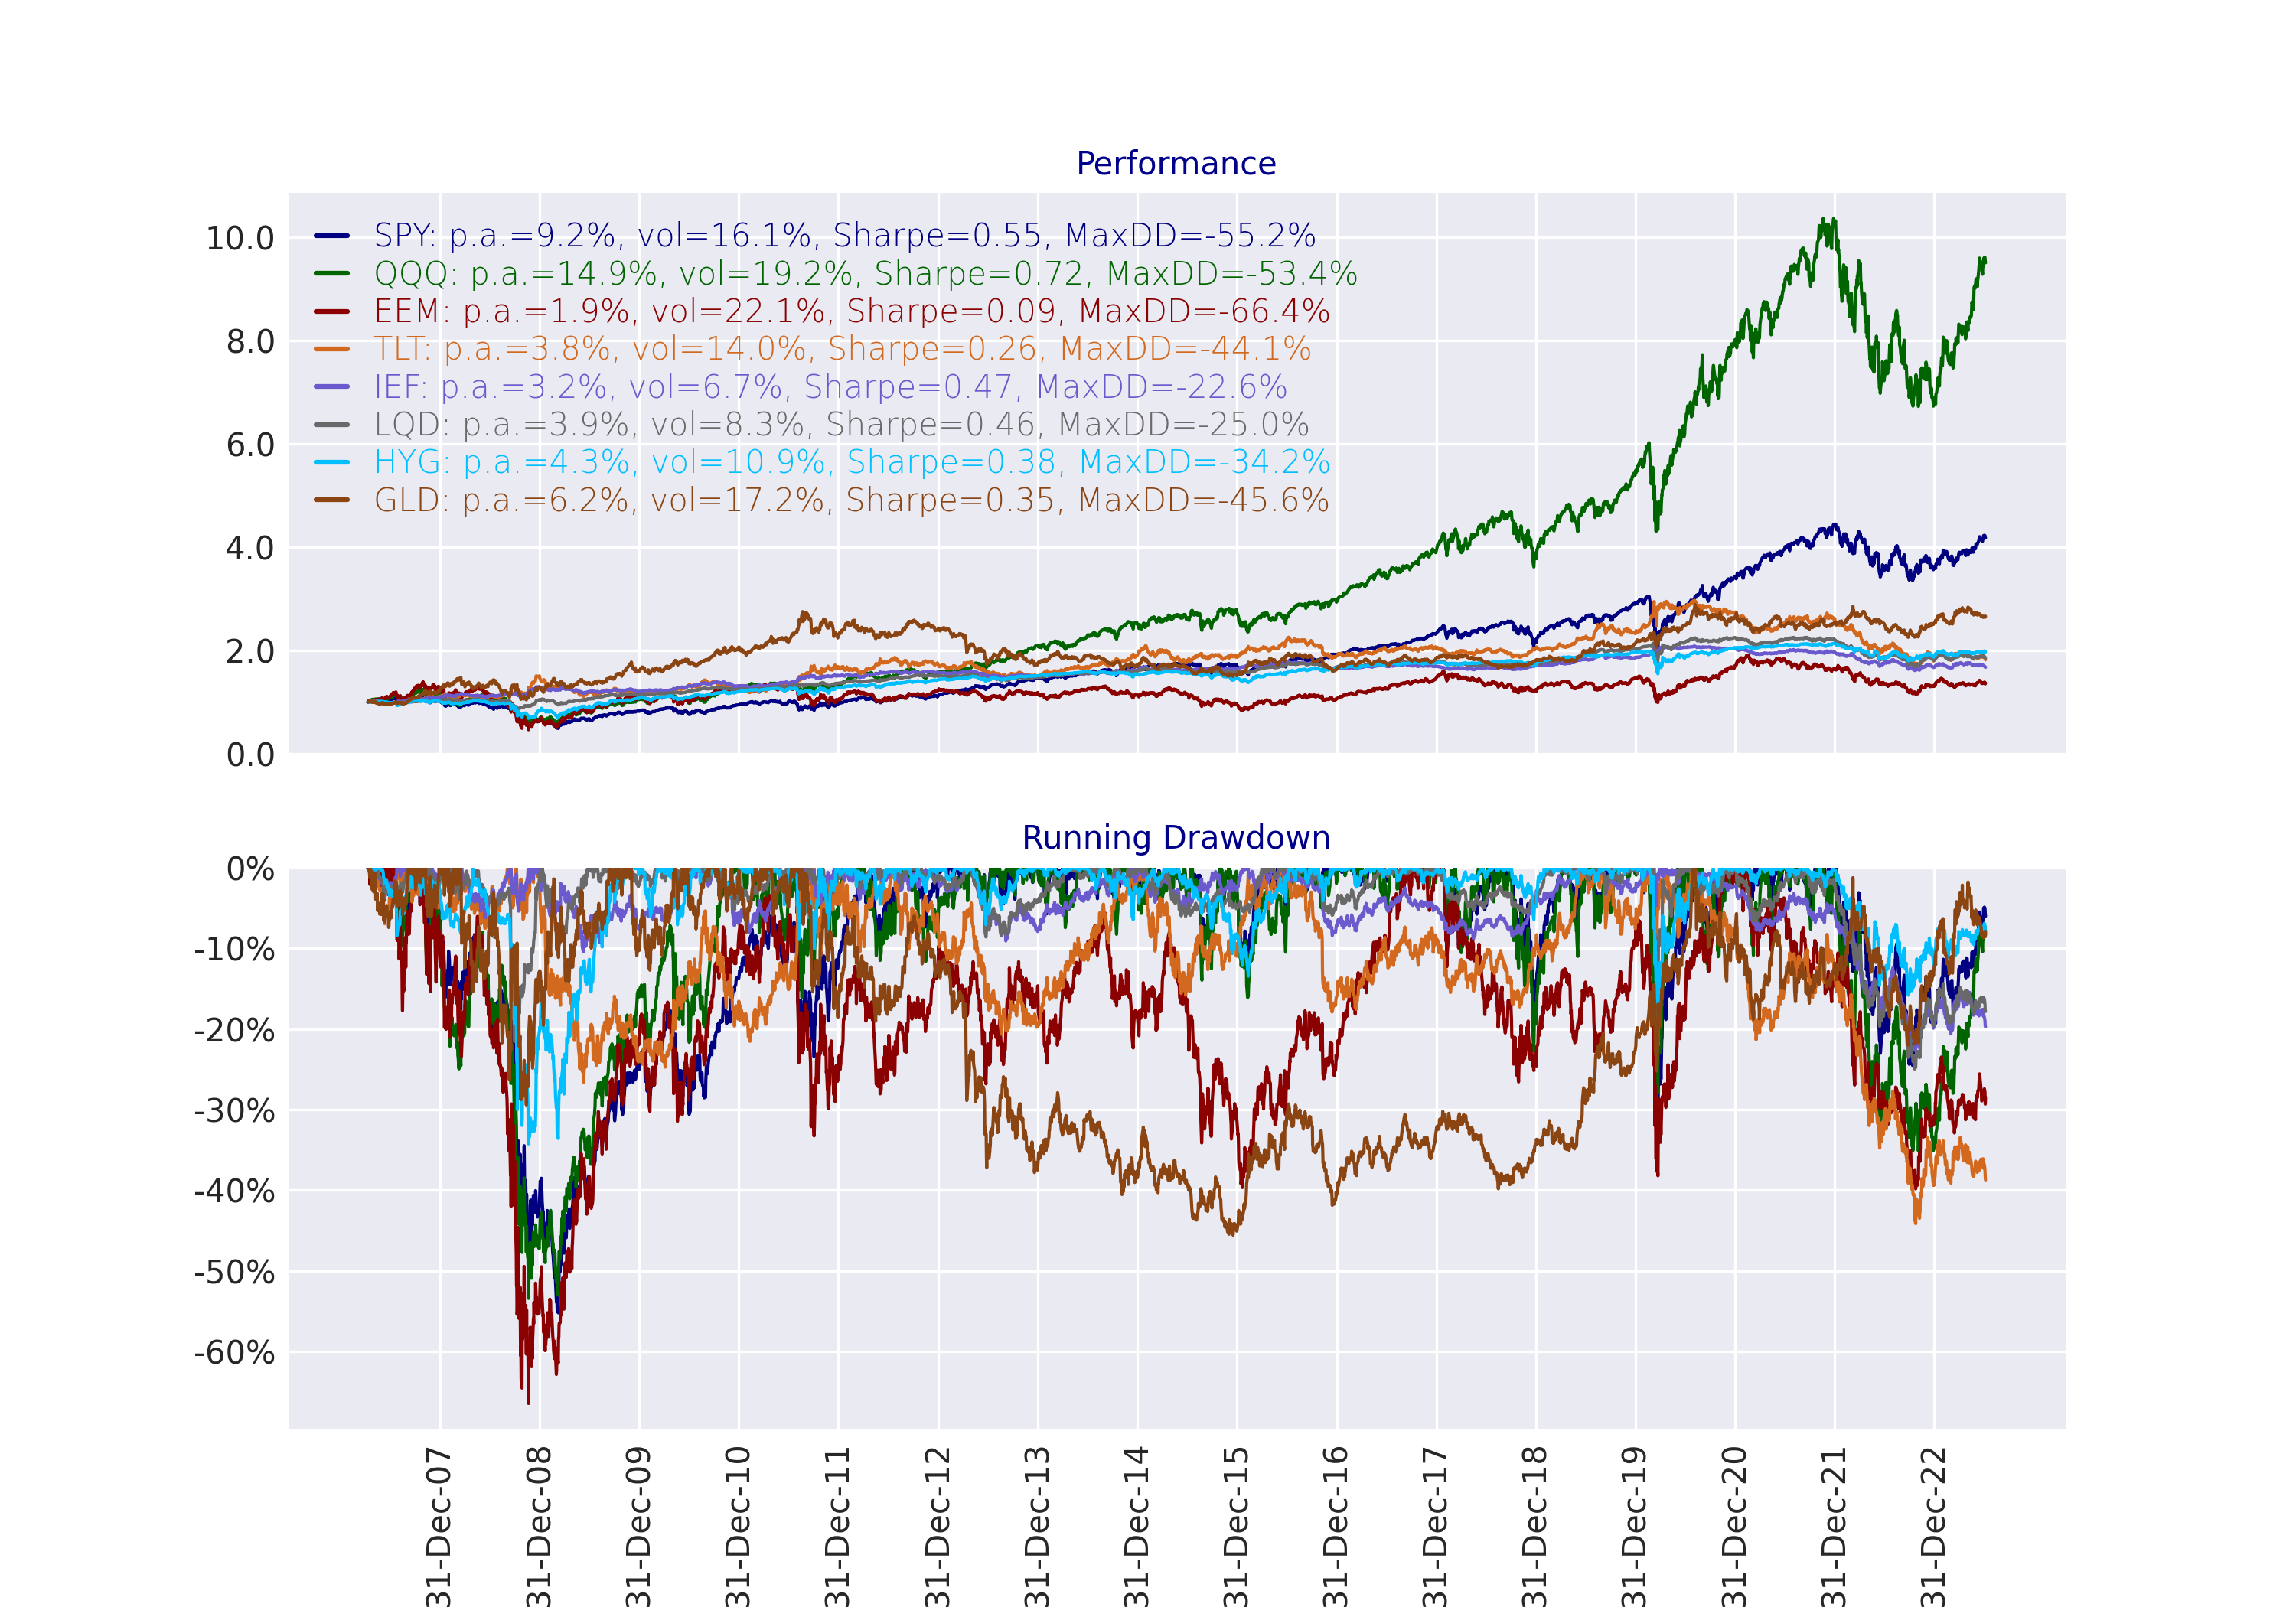 Performance
10.0
8.0
6.0
4.0
2.0
0.0
SPY: p.a.=9.2%, vol=16.1%, Sharpe=0.55, MaxDD=-55.2%
QQQ: p.a.=14.9%, vol=19.2%, Sharpe=0.72, MaxDD=-53.4%
EEM: p.a.=1.9%, vol=22.1%, Sharpe=0.09, MaxDD=-66.4%
TLT: p.a.=3.8%, vol=14.0%, Sharpe=0.26, MaxDD=-44.1%
IEF: p.a.=3.2%, vol=6.7%, Sharpe=0.47, MaxDD=-22.6%
LQD: p.a.=3.9%, vol=8.3%, Sharpe=0.46, MaxDD=-25.0%
HYG: p.a.=4.3%, vol=10.9%, Sharpe=0.38, MaxDD=-34.2%
GLD: p.a.=6.2%, vol=17.2%, Sharpe=0.35, MaxDD=-45.6%
Running Drawdown
0%
-10%
-20%
-30%
-40%
-50%
-60%
31-Dec-07
31-Dec-08
31-Dec-09
31-Dec-10
31-Dec-11
31-Dec-12
31-Dec-13
31-Dec-14
31-Dec-15
31-Dec-16
31-Dec-17
31-Dec-18
31-Dec-19
31-Dec-20
31-Dec-21
31-Dec-22